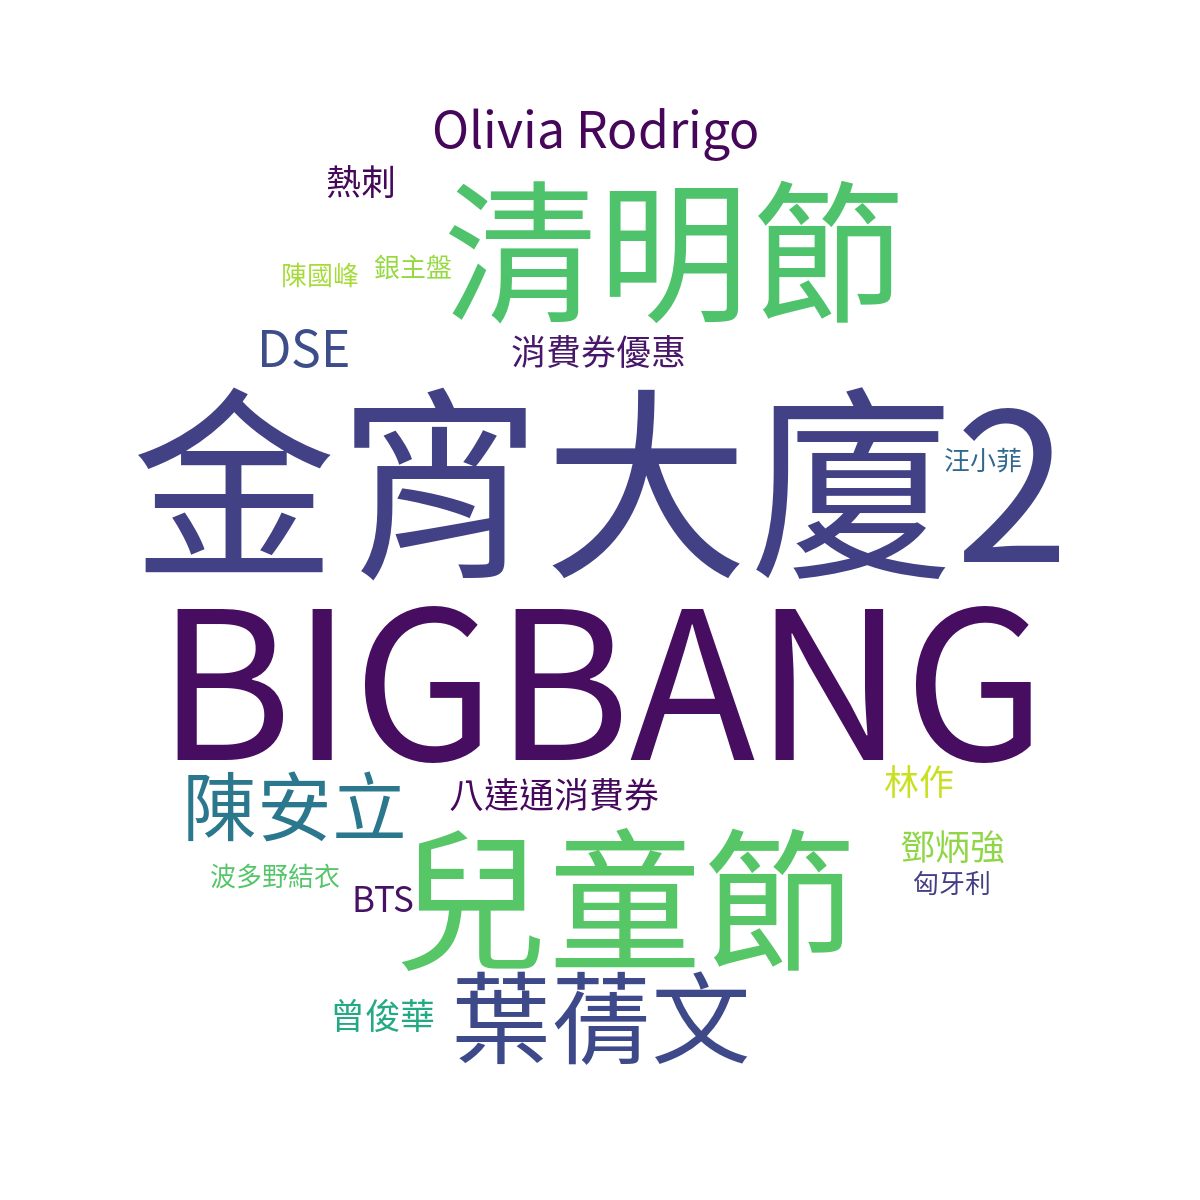 Olivia Rodrigo
熱刺
清明節
陳國峰
銀主盤
DSE
消費券優惠
金宵大廈2
汪小菲
BIGBANG
陳安立
八達通消費券
林作
兒童節
鄧炳強
波多野結衣
BTS
匈牙利
葉蒨文
曾俊華